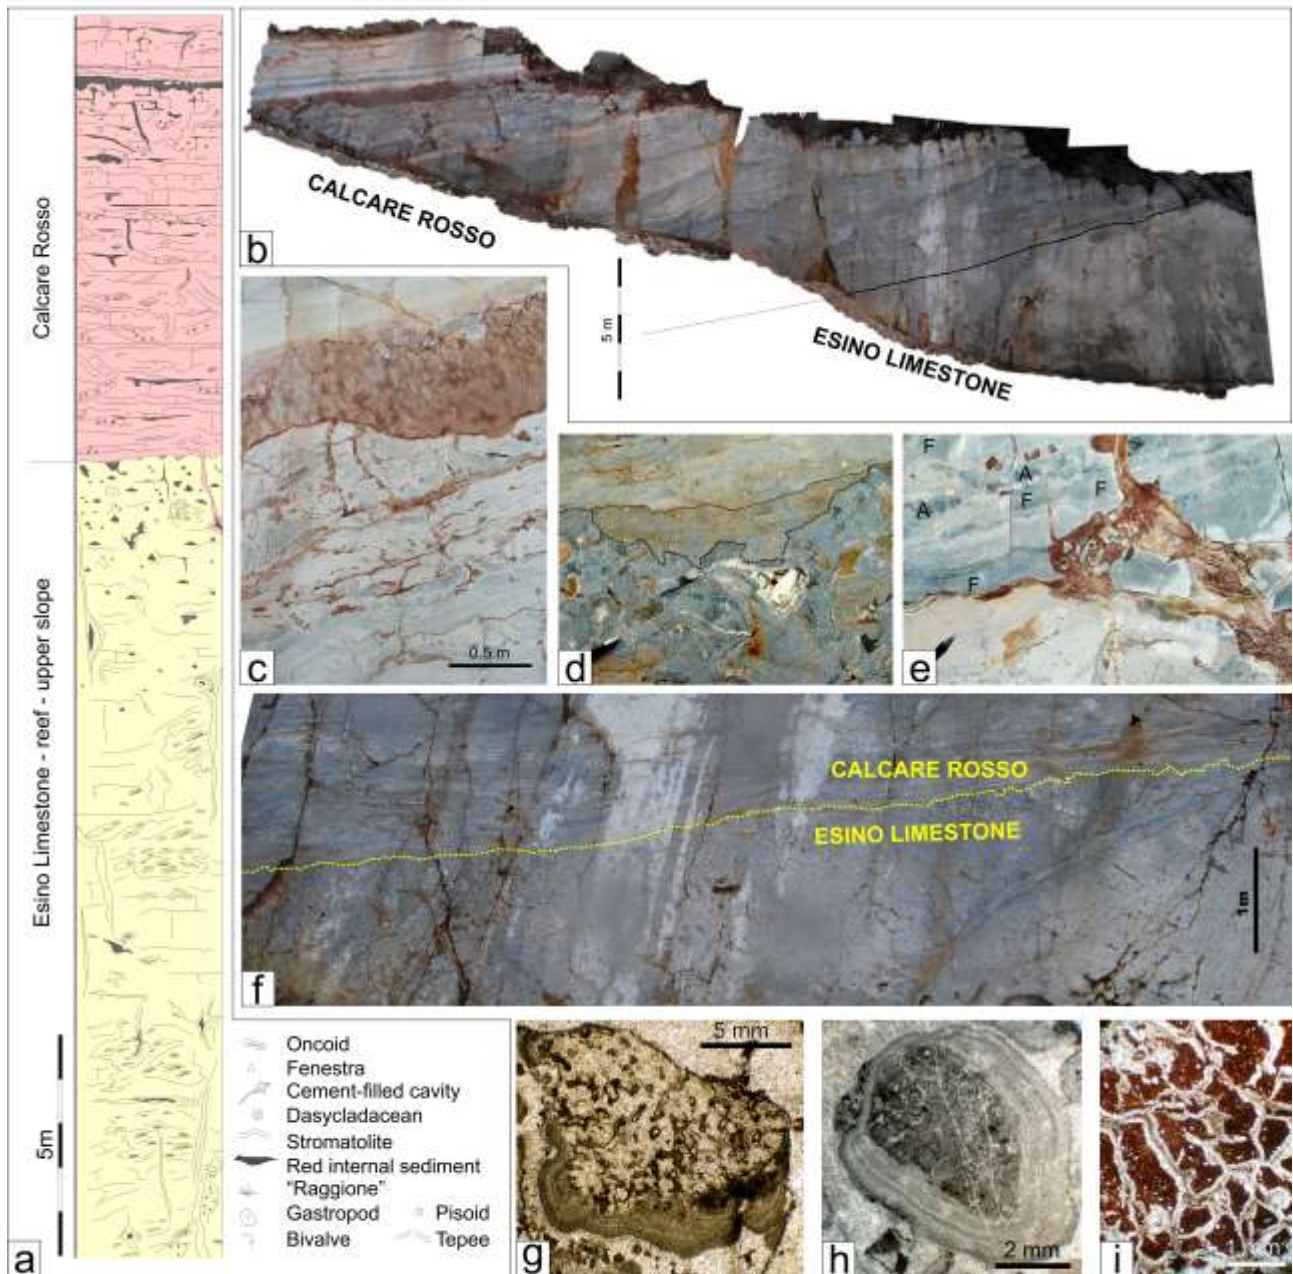 Calcare Rosso
Esino Limestone - reef - upper slope
5m
a
CALCARE ROSSO
ESINO LIMESTONE
5 m
b
0.5 m
c
d
F
A
F
F
A
F
e
CALCARE ROSSO
ESINO LIMESTONE
1m
f
Oncoid
Fenestra
Cement-filled cavity
Dasycladacean
Stromatolite
Red internal sediment
"Raggione"
Gastropod
Pisoid
Bivalve
Tepee
5 mm
g
2 mm
h
i